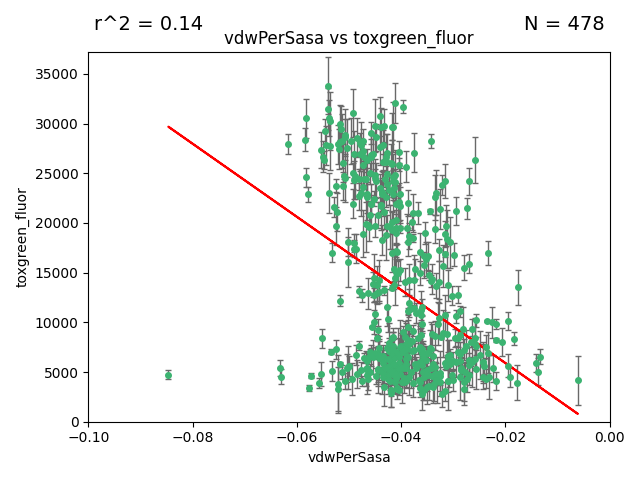 r^2 = 0.14
N = 478
vdwPerSasa vs toxgreen_fluor
35000
30000
25000
20000
15000
10000
5000
0
toxgreen_fluor
−0.10
−0.08
−0.06
−0.04
−0.02
0.00
vdwPerSasa